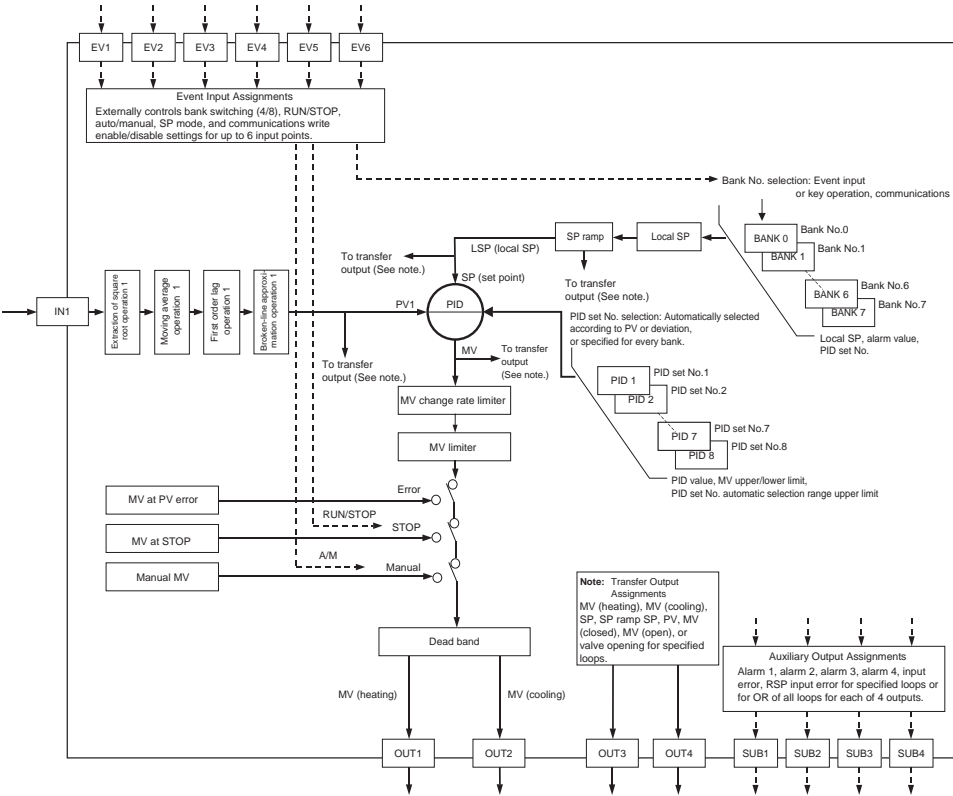 EV1
EV2
EV3
EV4
EV5
EV6
Event Input Assignments
Externally controls bank switching (4/8), RUN/STOP,
auto/manual, SP mode, and communications write
enable/disable settings for up to 6 input points.
Bank No. selection: Event input
or key operation, communications
BANK 0
Bank No.0
BANK 1
Bank No.1
BANK 6
Bank No.6
BANK 7
Bank No.7
Local SP, alarm value,
PID set No.
Local SP
SP ramp
LSP (local SP)
To transfer
output (See note.)
To transfer
output (See note.)
SP (set point)
IN1
Extraction of square
root operation 1
Moving average
operation 1
First order lag
operation 1
Broken-line approxi-
mation operation 1
PV1
PID
To transfer
output (See note.)
MV
To transfer
output
(See note.)
PID set No. selection: Automatically selected
according to PV or deviation,
or specified for every bank.
PID 1
PID set No.1
PID 2
PID set No.2
PID 7
PID set No.7
PID 8
PID set No.8
PID value, MV upper/lower limit,
PID set No. automatic selection range upper limit
MV change rate limiter
MV limiter
MV at PV error
Error
RUN/STOP
MV at STOP
STOP
A/M
Manual MV
Manual
Dead band
MV (heating)
MV (cooling)
Note: Transfer Output
Assignments
MV (heating), MV (cooling),
SP, SP ramp SP, PV, MV
(closed), MV (open), or
valve opening for specified
loops.
Auxiliary Output Assignments
Alarm 1, alarm 2, alarm 3, alarm 4, input
error, RSP input error for specified loops or
for OR of all loops for each of 4 outputs.
OUT1
OUT2
OUT3
OUT4
SUB1
SUB2
SUB3
SUB4